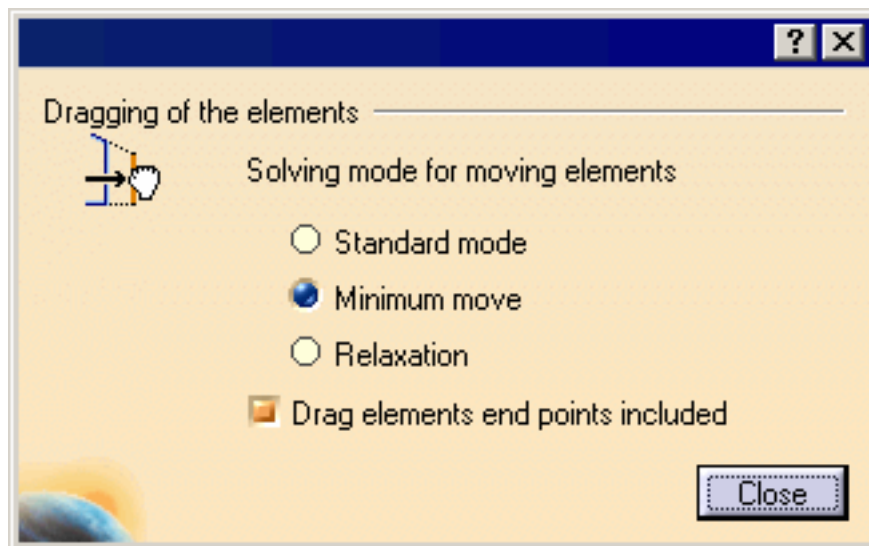 ?
Dragging of the elements
Solving mode for moving elements
Standard mode
Minimum move
Relaxation
Drag elements end points included
Close